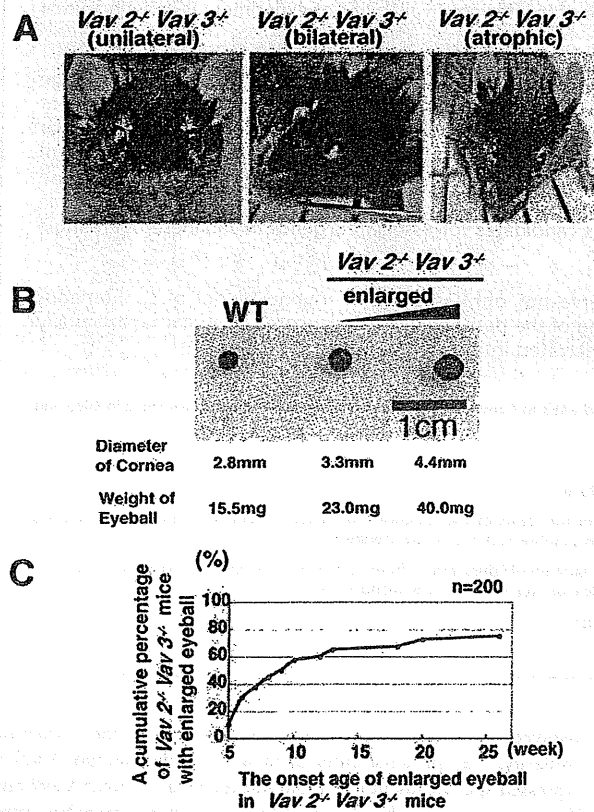 A
Vav 2-/- Vav 3-/- Vav 2-/- Vav 3-/- Vav 2-/- Vav 3-/-
(unilateral) (bilateral) (atrophic)
B
Vav 2-/- Vav 3-/-
enlarged
WT
1cm
Diameter of Cornea 2.8mm 3.3mm 4.4mm
Weight of Eyeball 15.5mg 23.0mg 40.0mg
C
(%)
n=200
A cumulative percentage
of Vav 2-/- Vav 3-/- mice
with enlarged eyeball
100
80
60
40
20
0
5 10 15 20 25 (week)
The onset age of enlarged eyeball
in Vav 2-/- Vav 3-/- mice